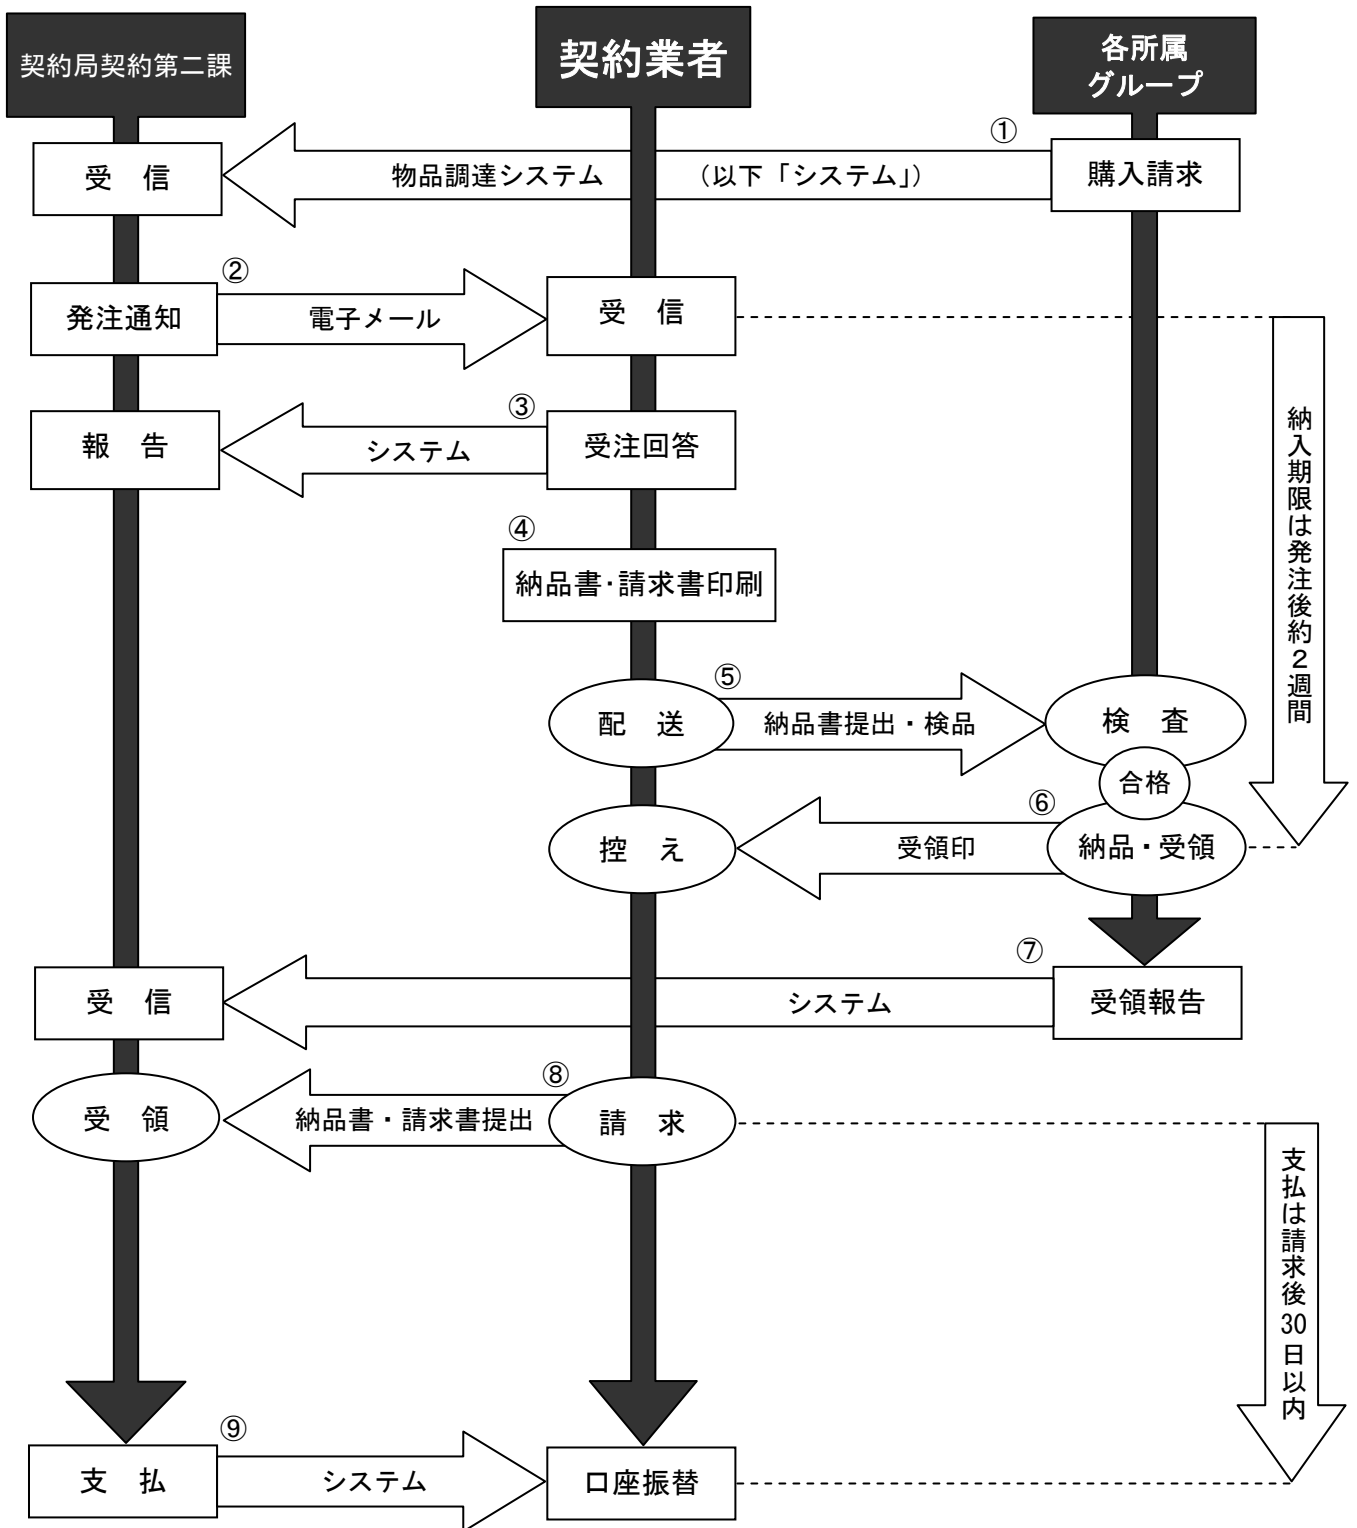 契約局契約第二課
契約業者
各所属
グループ
①
受　信
物品調達システム　（以下「システム」）
購入請求
②
発注通知
電子メール
受　信
③
報　告
システム
受注回答
納入期限は発注後約２週間
④
納品書・請求書印刷
⑤
配　送
納品書提出・検品
検　査
合格
⑥
控　え
受領印
納品・受領
⑦
受　信
システム
受領報告
⑧
受　領
納品書・請求書提出
請　求
支払は請求後30日以内
⑨
支　払
システム
口座振替